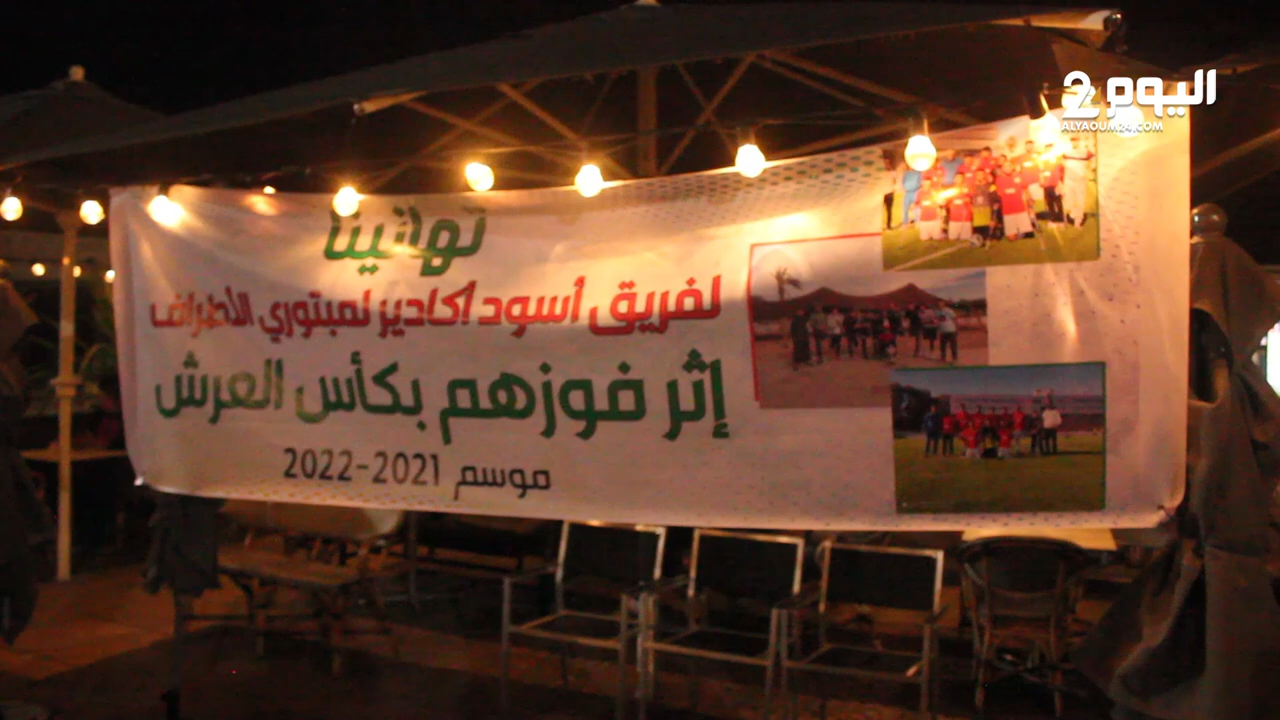 اليوم 24
ALYAOUM24.COM
تهانينا
لفريق أسود أكادير لمبتوري الأطراف
إثر فوزهم بكأس العرش
موسم 2021-2022